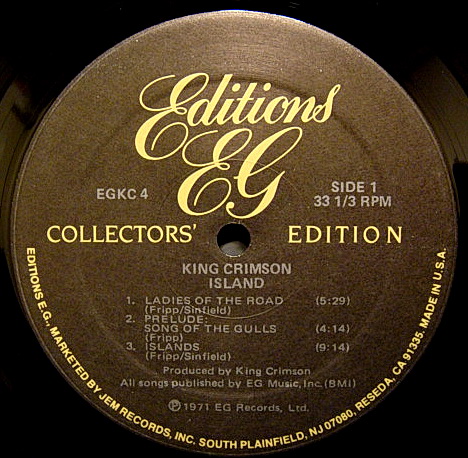 Editions
EG
EGKC 4
SIDE 1
33 1/3 RPM
COLLECTORS' EDITION
KING CRIMSON
ISLAND
1. LADIES OF THE ROAD (5:29)
(Fripp/Sinfield)
2. PRELUDE:
SONG OF THE GULLS (4:14)
(Fripp)
3. ISLANDS (9:14)
(Fripp/Sinfield)
Produced by King Crimson
All songs published by EG Music, Inc. (BMI)
Ⓟ©1971 EG Records, Ltd.
EDITIONS E.G., MARKETED BY JEM RECORDS, INC. SOUTH PLAINFIELD, NJ 07080, RESEDA, CA 91335. MADE IN U.S.A.